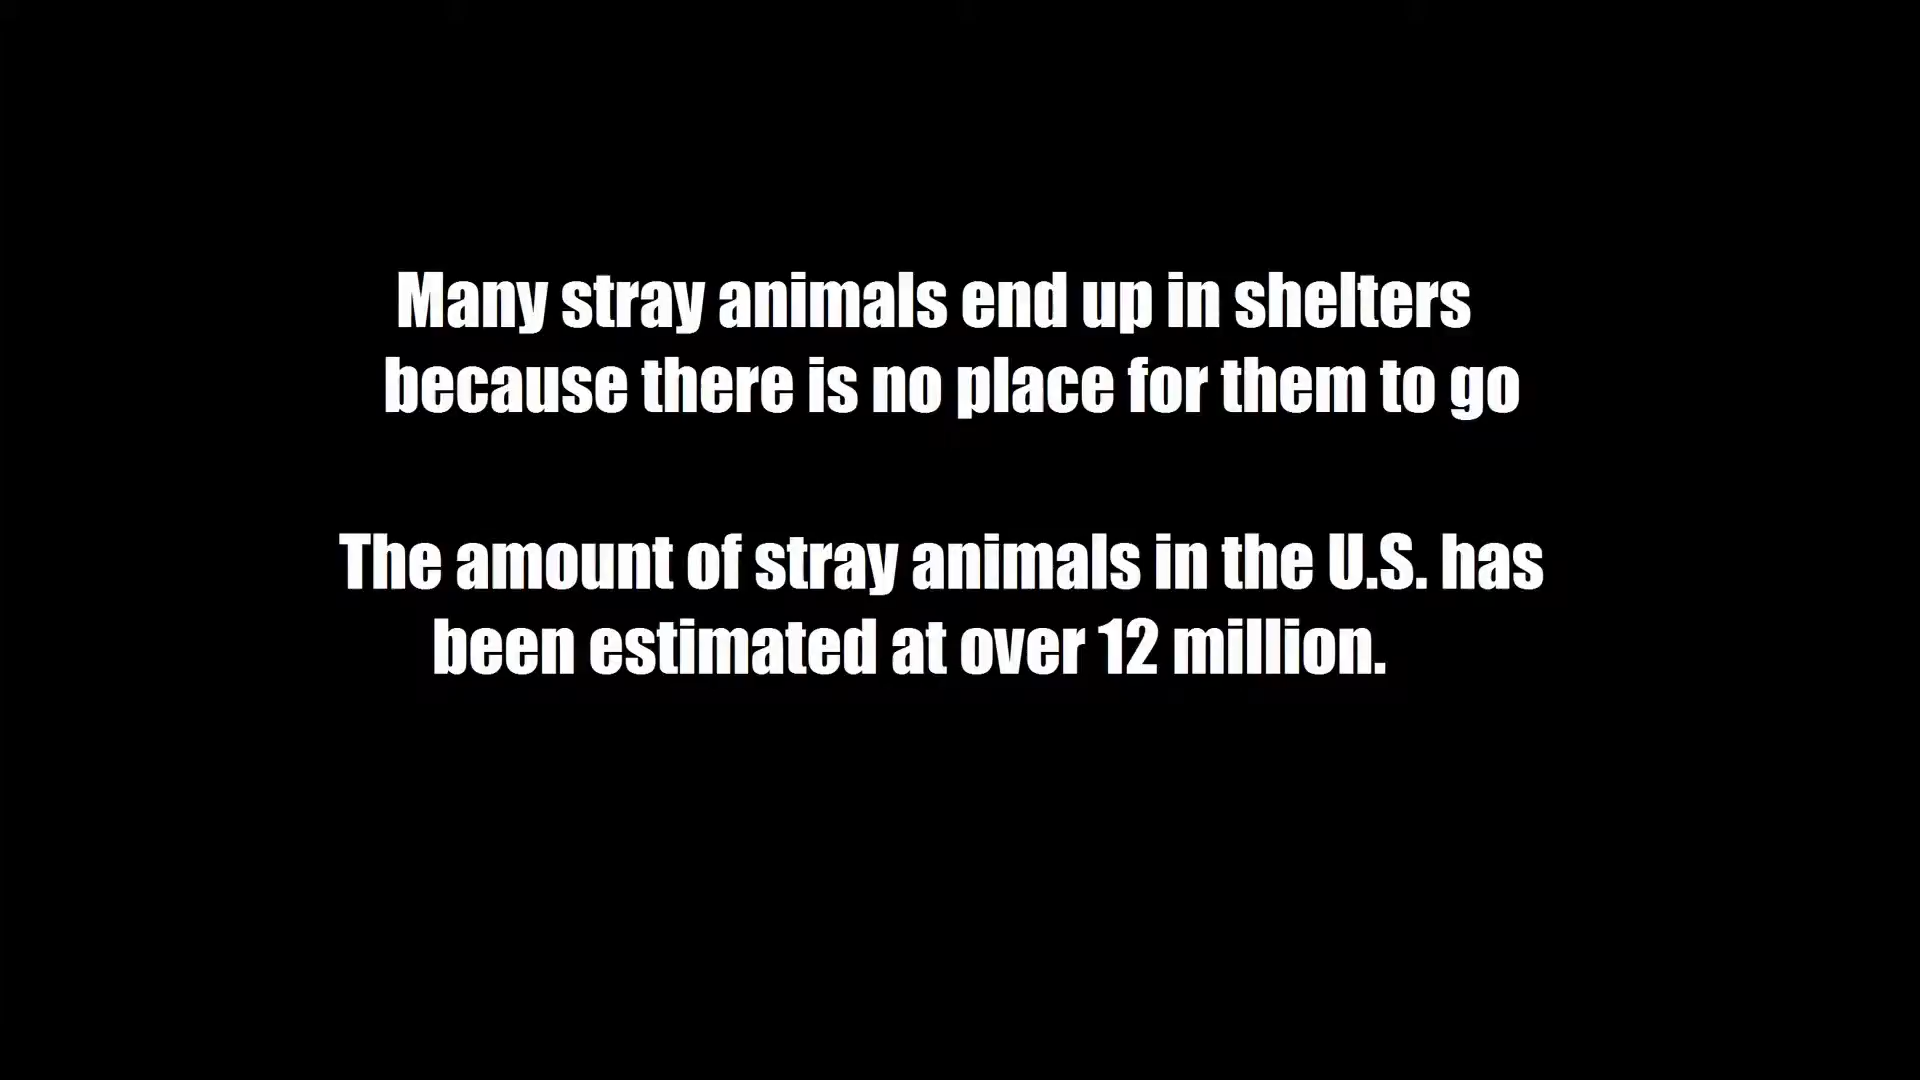 Many stray animals end up in shelters
because there is no place for them to go
The amount of stray animals in the U.S. has
been estimated at over 12 million.